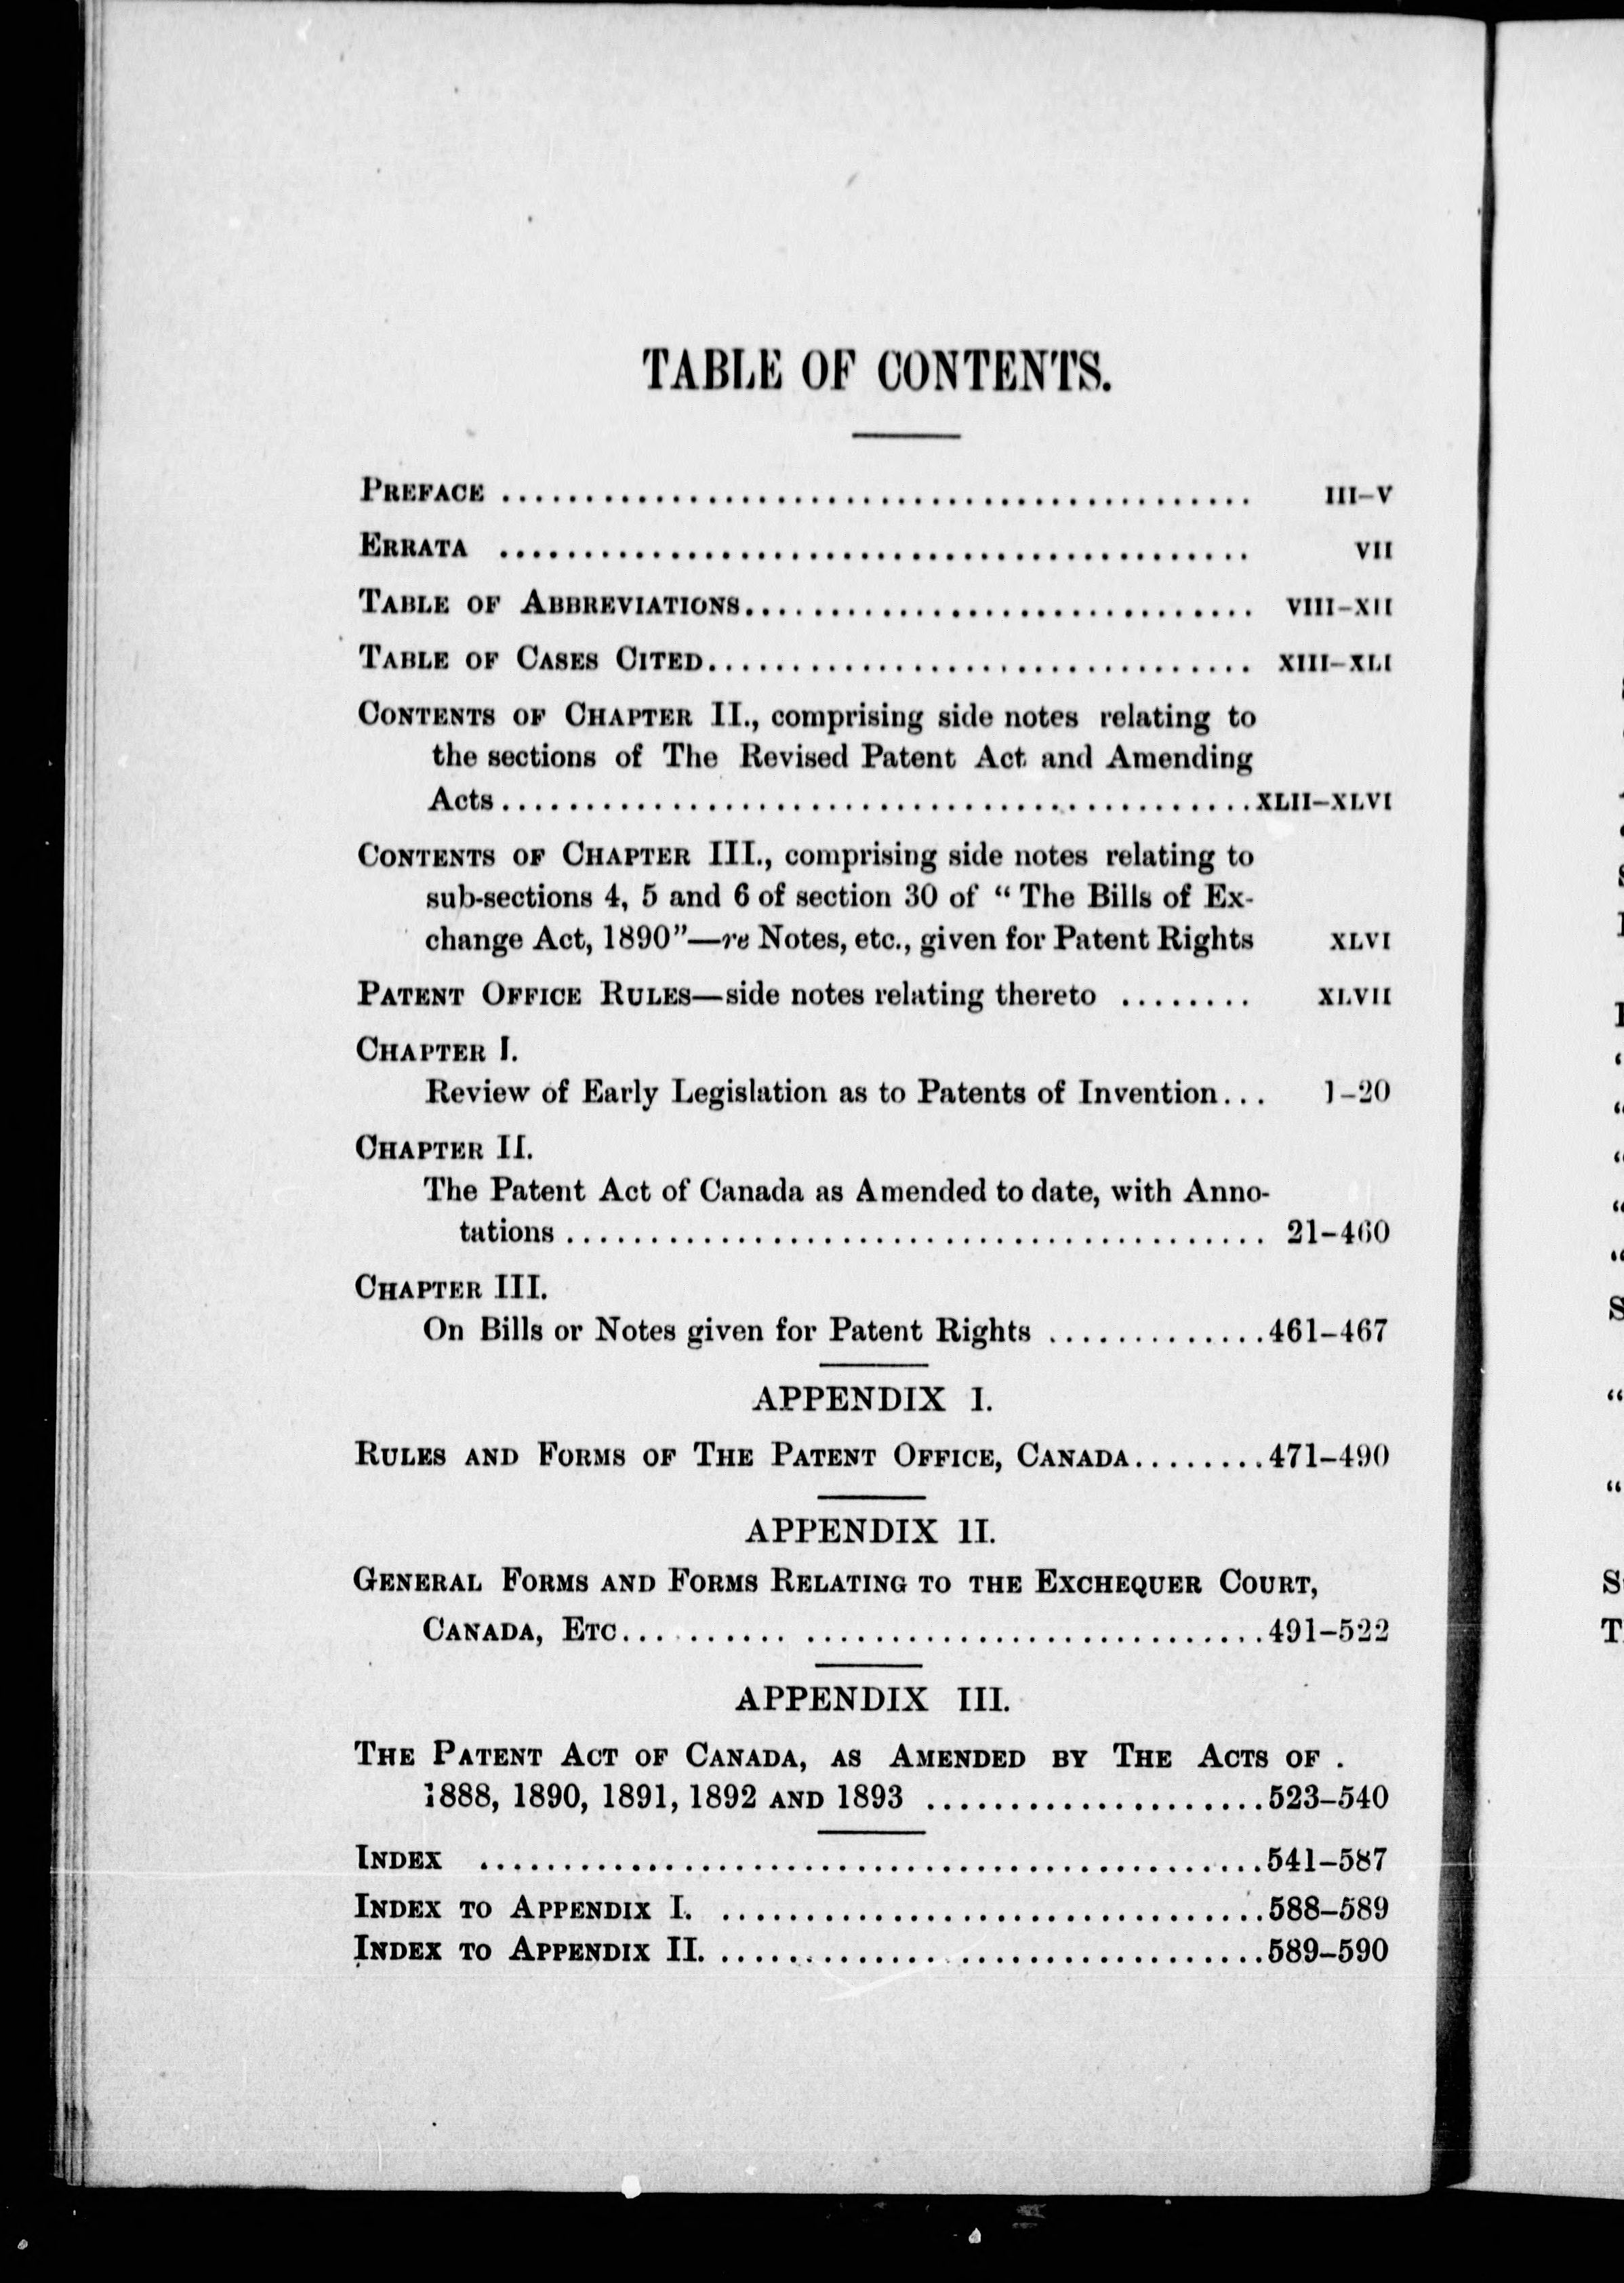 TABLE OF CONTENTS.
PREFACE .......... III–V
ERRATA .......... VII
TABLE OF ABBREVIATIONS.......... VIII–XII
TABLE OF CASES CITED.......... XIII–XLI
CONTENTS OF CHAPTER II., comprising side notes relating to
the sections of The Revised Patent Act and Amending
Acts..........XLII–XLVI
CONTENTS OF CHAPTER III., comprising side notes relating to
sub-sections 4, 5 and 6 of section 30 of “ The Bills of Ex-
change Act, 1890”—re Notes, etc., given for Patent Rights XLVI
PATENT OFFICE RULES—side notes relating thereto ........ XLVII
CHAPTER I.
Review of Early Legislation as to Patents of Invention... 1–20
CHAPTER II.
The Patent Act of Canada as Amended to date, with Anno-
tations .......... 21–460
CHAPTER III.
On Bills or Notes given for Patent Rights .............461–467
APPENDIX I.
RULES AND FORMS OF THE PATENT OFFICE, CANADA........471–490
APPENDIX II.
GENERAL FORMS AND FORMS RELATING TO THE EXCHEQUER COURT,
CANADA, ETC..........491–522
APPENDIX III.
THE PATENT ACT OF CANADA, AS AMENDED BY THE ACTS OF
1888, 1890, 1891, 1892 AND 1893 ..........523–540
INDEX ..........541–587
INDEX TO APPENDIX I. ..........588–589
INDEX TO APPENDIX II. ..........589–590